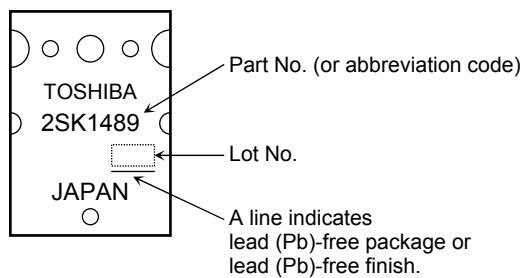 TOSHIBA
2SK1489
JAPAN
Part No. (or abbreviation code)
Lot No.
A line indicates
lead (Pb)-free package or
lead (Pb)-free finish.